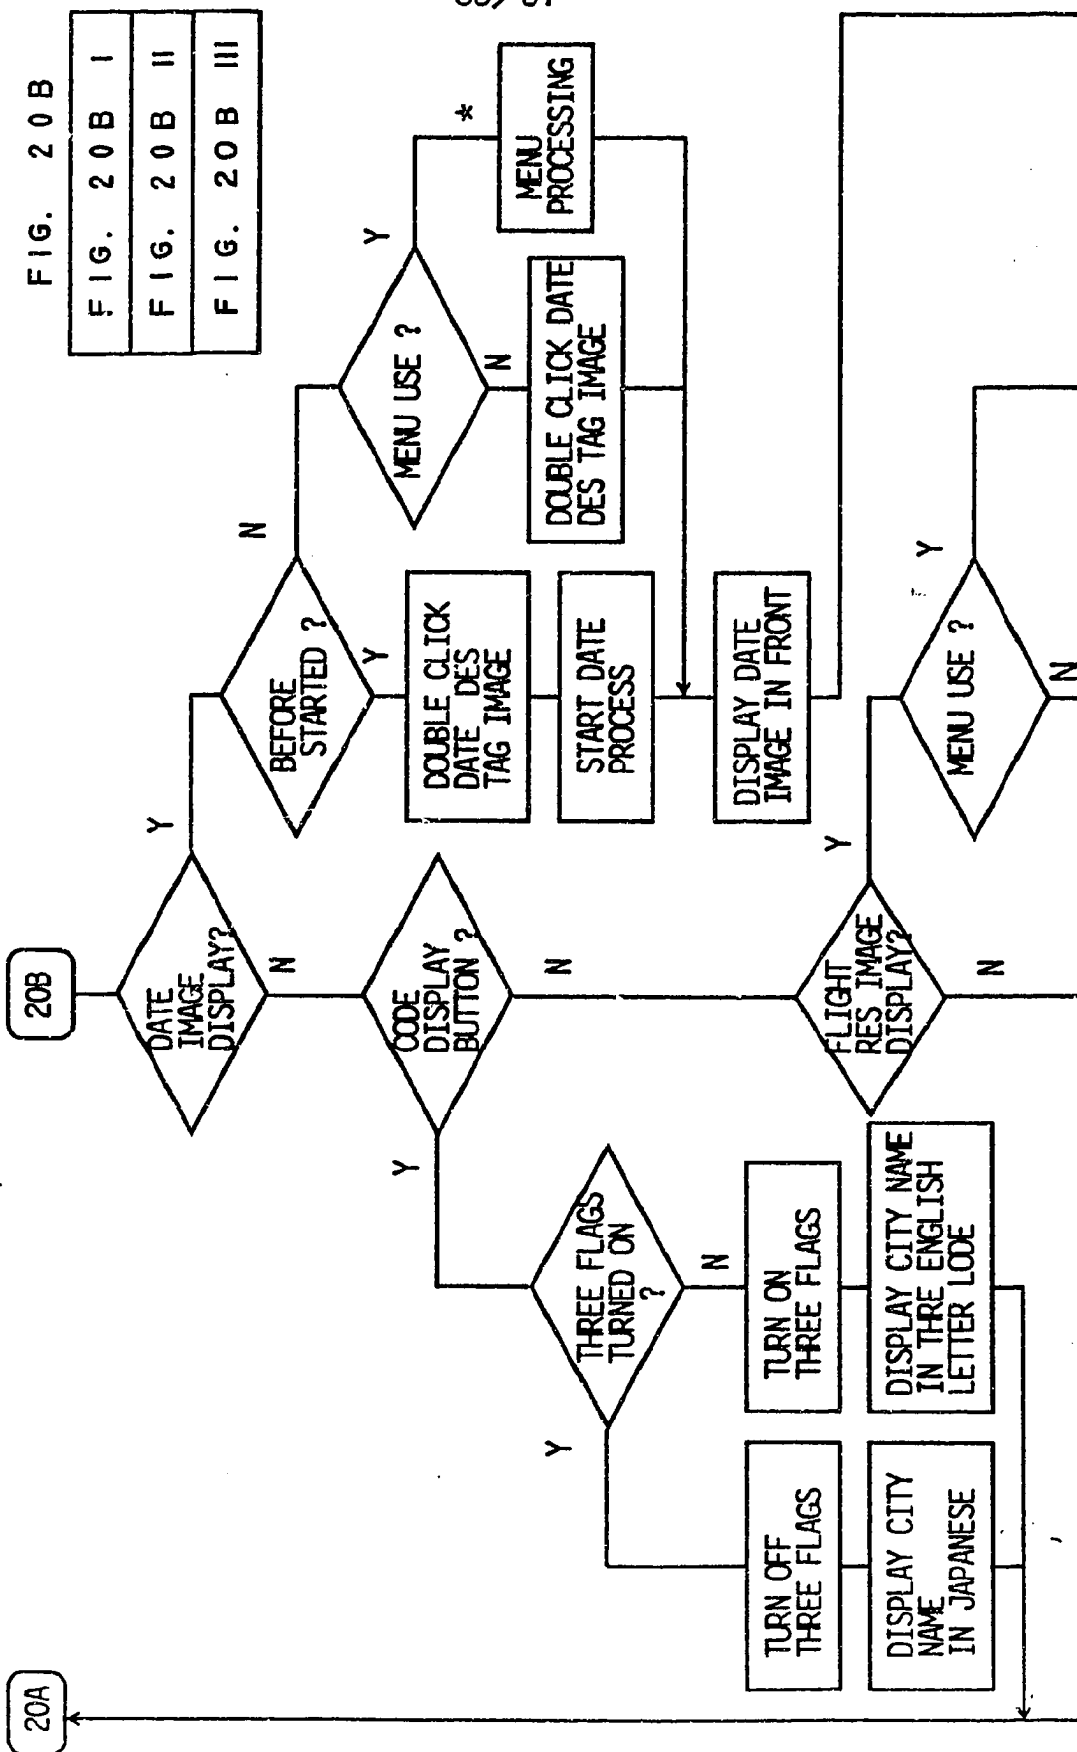 FIG. 20B
FIG. 20B I
FIG. 20B II
FIG. 20B III
20A
20B
DATE
IMAGE
DISPLAY?
Y
N
BEFORE
STARTED ?
N
Y
MENU USE ?
Y
N
*
MENU
PROCESSING
DOUBLE CLICK DATE
DES TAG IMAGE
DOUBLE CLICK
DATE DES
TAG IMAGE
START DATE
PROCESS
DISPLAY DATE
IMAGE IN FRONT
CODE
DISPLAY
BUTTON ?
Y
N
THREE FLAGS
TURNED ON
?
Y
N
TURN OFF
THREE FLAGS
TURN ON
THREE FLAGS
DISPLAY CITY
NAME
IN JAPANESE
DISPLAY CITY NAME
IN THRE ENGLISH
LETTER LODE
FLIGHT
RES IMAGE
DISPLAY?
Y
N
MENU USE ?
Y
N